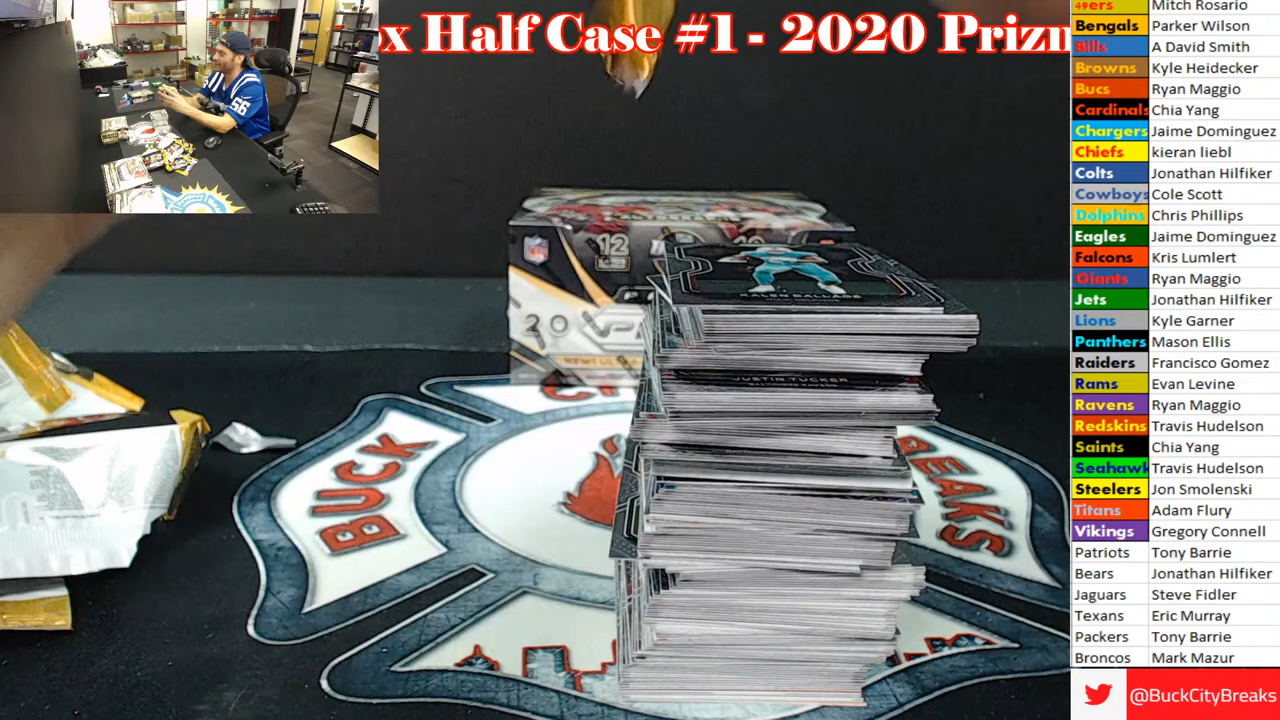 x Half Case #1 - 2020 Prizm
56
49ers Mitch Rosario
Bengals Parker Wilson
Bills A David Smith
Browns Kyle Heidecker
Bucs Ryan Maggio
Cardinals Chia Yang
Chargers Jaime Dominguez
Chiefs kieran liebl
Colts Jonathan Hilfiker
Cowboys Cole Scott
Dolphins Chris Phillips
Eagles Jaime Dominguez
Falcons Kris Lumlert
Giants Ryan Maggio
Jets Jonathan Hilfiker
Lions Kyle Garner
Panthers Mason Ellis
Raiders Francisco Gomez
Rams Evan Levine
Ravens Ryan Maggio
Redskins Travis Hudelson
Saints Chia Yang
Seahawk Travis Hudelson
Steelers Jon Smolenski
Titans Adam Flury
Vikings Gregory Connell
Patriots Tony Barrie
Bears Jonathan Hilfiker
Jaguars Steve Fidler
Texans Eric Murray
Packers Tony Barrie
Broncos Mark Mazur
@BuckCityBreaks
NFL
12
20
KALEN BALLAGE
JUSTIN TUCKER
BUCK
BREAKS